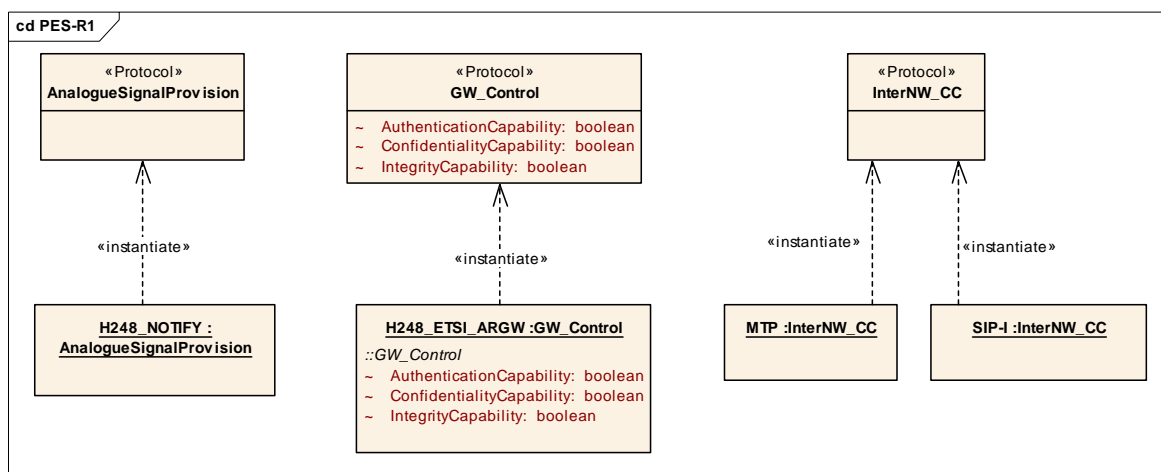 cd PES-R1
«Protocol»
AnalogueSignalProvision
«Protocol»
GW_Control
~ AuthenticationCapability: boolean
~ ConfidentialityCapability: boolean
~ IntegrityCapability: boolean
«Protocol»
InterNW_CC
«instantiate»
«instantiate»
«instantiate»
«instantiate»
H248_NOTIFY :
AnalogueSignalProvision
H248_ETSI_ARGW :GW_Control
::GW_Control
~ AuthenticationCapability: boolean
~ ConfidentialityCapability: boolean
~ IntegrityCapability: boolean
MTP :InterNW_CC
SIP-I :InterNW_CC